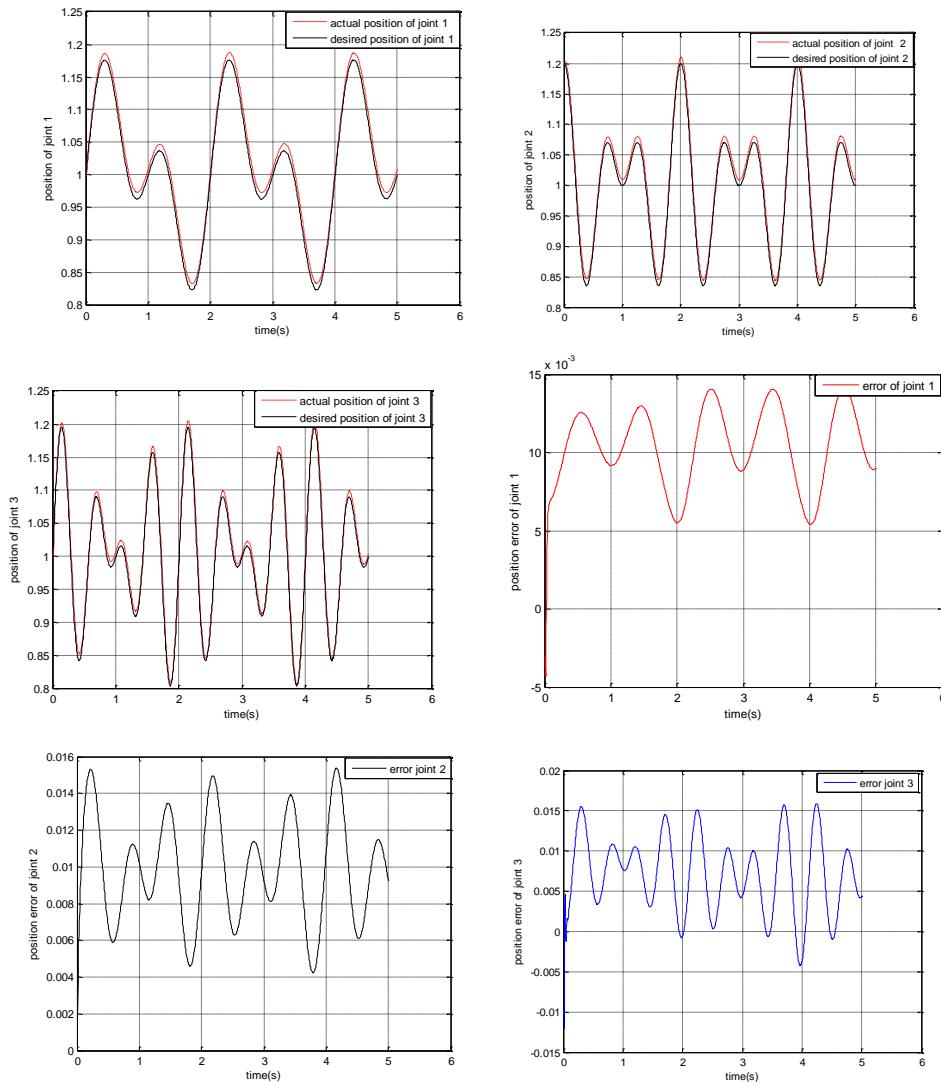 actual position of joint 1
desired position of joint 1
1.25
1.2
1.15
1.1
1.05
1
0.95
0.9
0.85
0.8
position of joint 1
0 1 2 3 4 5 6
time(s)
actual position of joint 2
desired position of joint 2
1.25
1.2
1.15
1.1
1.05
1
0.95
0.9
0.85
0.8
position of joint 2
0 1 2 3 4 5 6
time(s)
actual position of joint 3
desired position of joint 3
1.25
1.2
1.15
1.1
1.05
1
0.95
0.9
0.85
0.8
position of joint 3
0 1 2 3 4 5 6
time(s)
x 10⁻³
error of joint 1
15
10
5
0
-5
position error of joint 1
0 1 2 3 4 5 6
time(s)
error joint 2
0.016
0.014
0.012
0.01
0.008
0.006
0.004
0.002
0
position error of joint 2
0 1 2 3 4 5 6
time(s)
error joint 3
0.02
0.015
0.01
0.005
0
-0.005
-0.01
-0.015
position error of joint 3
0 1 2 3 4 5 6
time(s)